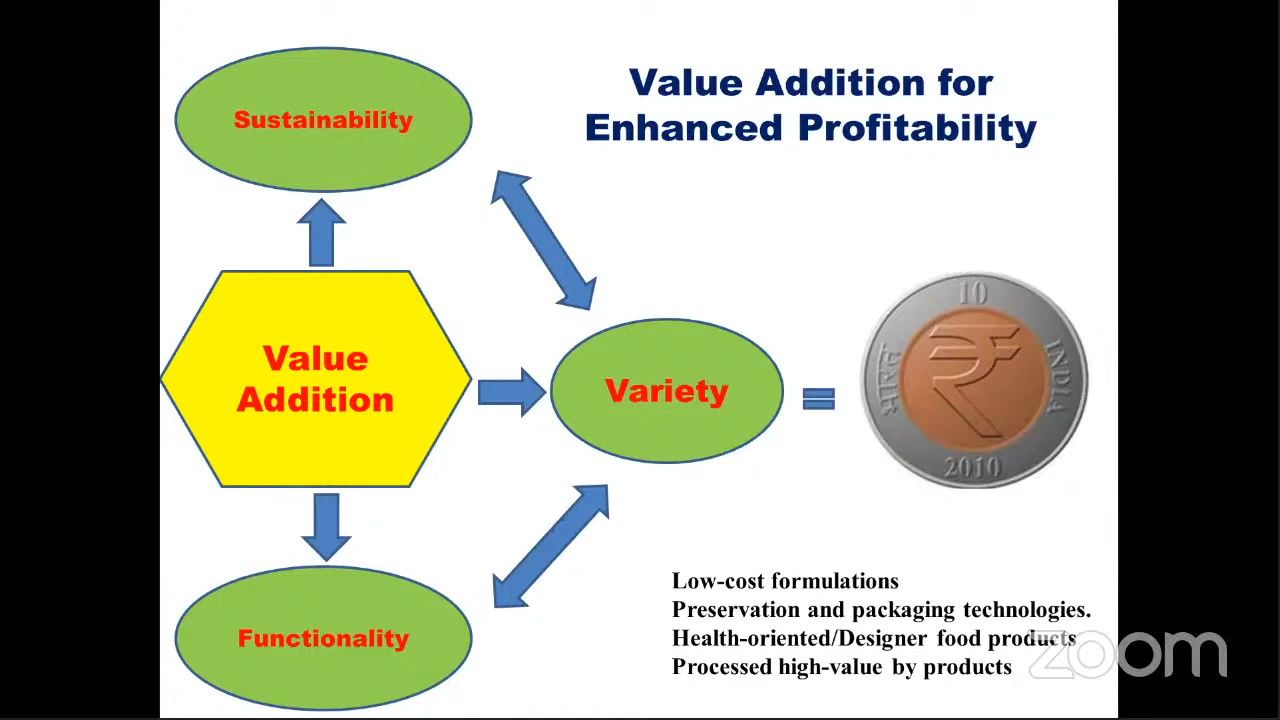 Value Addition for
Enhanced Profitability
Sustainability
Value
Addition
Variety
=
10
INDIA
2010
Functionality
Low-cost formulations
Preservation and packaging technologies.
Health-oriented/Designer food products
Processed high-value by products
zoom